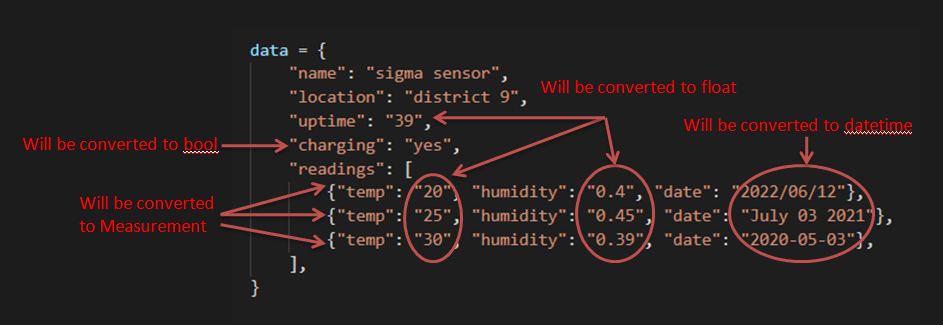 data = {
"name": "sigma sensor",
Will be converted to float
"location": "district 9",
"uptime": "39",
Will be converted to datetime
Will be converted to bool
"charging": "yes",
"readings": [
{"temp": "20", "humidity": "0.4", "date": "2022/06/12"},
Will be converted
to Measurement
{"temp": "25", "humidity": "0.45", "date": "July 03 2021"},
{"temp": "30", "humidity": "0.39", "date": "2020-05-03"},
],
}